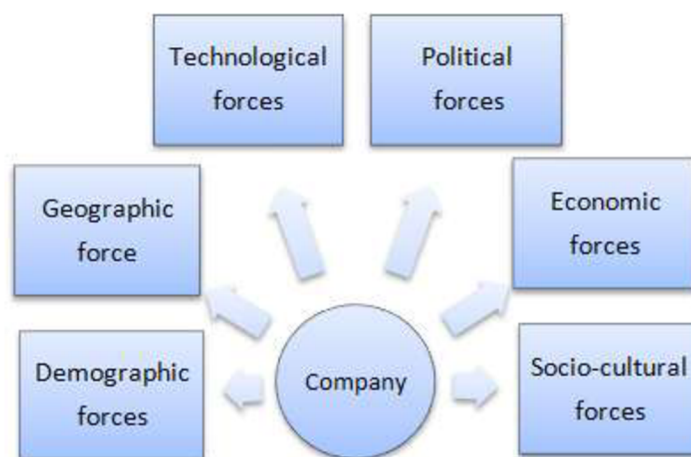 Technological
forces
Political
forces
Geographic
force
Economic
forces
Demographic
forces
Company
Socio-cultural
forces